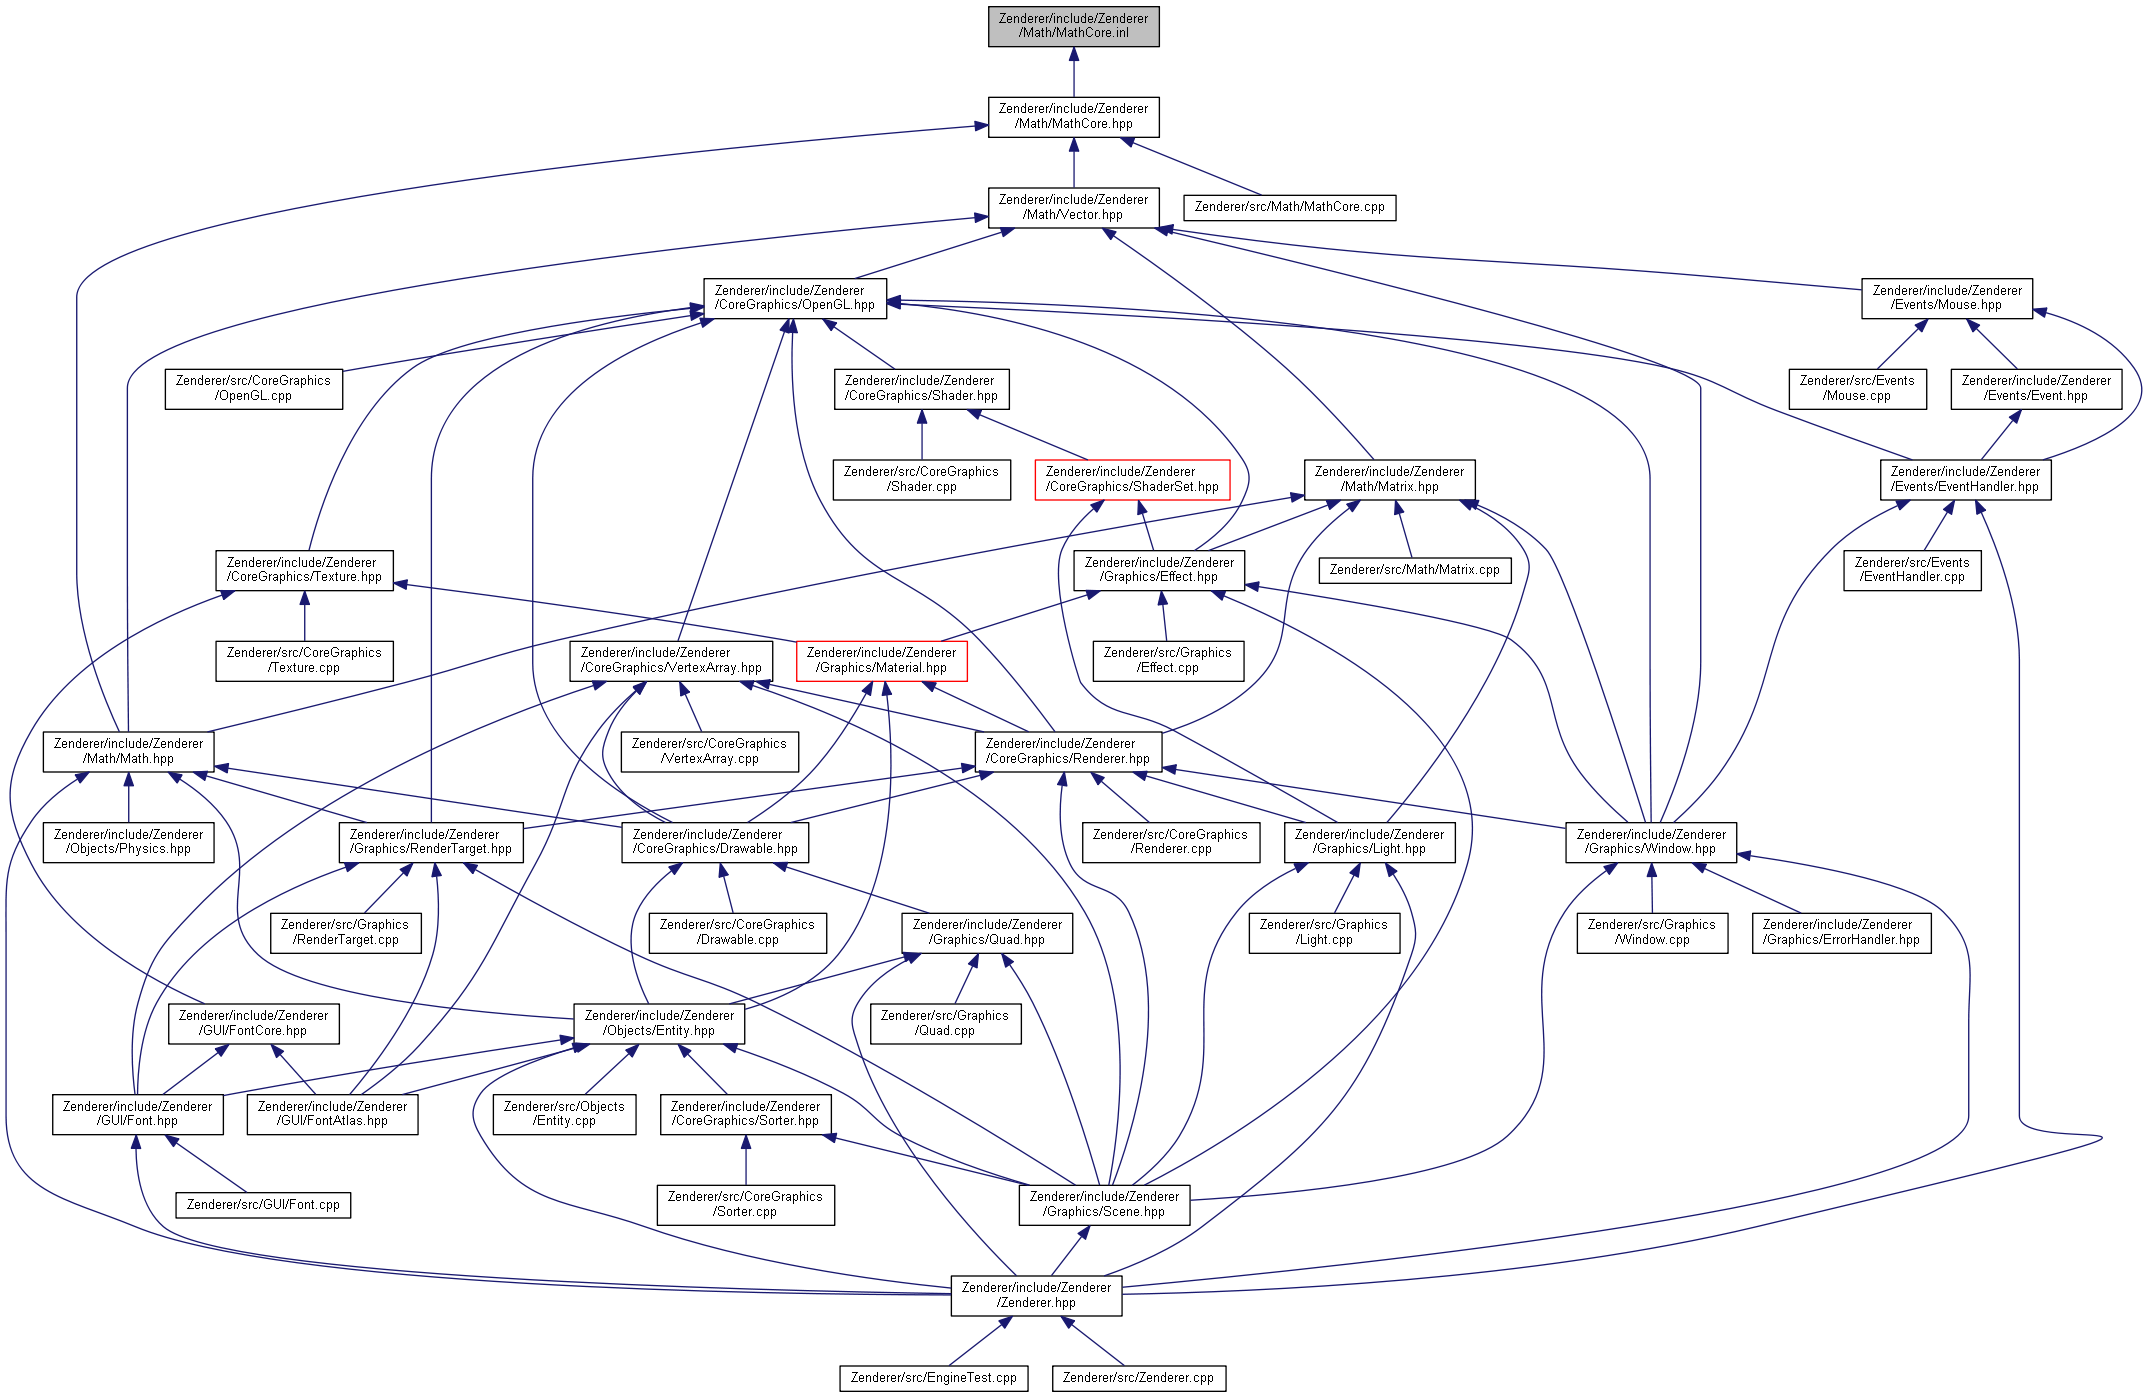 Zenderer/include/Zenderer
/Math/MathCore.inl
Zenderer/include/Zenderer
/Math/MathCore.hpp
Zenderer/include/Zenderer
/Math/Vector.hpp
Zenderer/src/Math/MathCore.cpp
Zenderer/include/Zenderer
/CoreGraphics/OpenGL.hpp
Zenderer/include/Zenderer
/Events/Mouse.hpp
Zenderer/src/CoreGraphics
/OpenGL.cpp
Zenderer/include/Zenderer
/CoreGraphics/Shader.hpp
Zenderer/src/Events
/Mouse.cpp
Zenderer/include/Zenderer
/Events/Event.hpp
Zenderer/src/CoreGraphics
/Shader.cpp
Zenderer/include/Zenderer
/CoreGraphics/ShaderSet.hpp
Zenderer/include/Zenderer
/Math/Matrix.hpp
Zenderer/include/Zenderer
/Events/EventHandler.hpp
Zenderer/include/Zenderer
/CoreGraphics/Texture.hpp
Zenderer/include/Zenderer
/Graphics/Effect.hpp
Zenderer/src/Math/Matrix.cpp
Zenderer/src/Events
/EventHandler.cpp
Zenderer/src/CoreGraphics
/Texture.cpp
Zenderer/include/Zenderer
/CoreGraphics/VertexArray.hpp
Zenderer/include/Zenderer
/Graphics/Material.hpp
Zenderer/src/Graphics
/Effect.cpp
Zenderer/include/Zenderer
/Math/Math.hpp
Zenderer/src/CoreGraphics
/VertexArray.cpp
Zenderer/include/Zenderer
/CoreGraphics/Renderer.hpp
Zenderer/include/Zenderer
/Objects/Physics.hpp
Zenderer/include/Zenderer
/Graphics/RenderTarget.hpp
Zenderer/include/Zenderer
/CoreGraphics/Drawable.hpp
Zenderer/src/CoreGraphics
/Renderer.cpp
Zenderer/include/Zenderer
/Graphics/Light.hpp
Zenderer/include/Zenderer
/Graphics/Window.hpp
Zenderer/src/Graphics
/RenderTarget.cpp
Zenderer/src/CoreGraphics
/Drawable.cpp
Zenderer/include/Zenderer
/Graphics/Quad.hpp
Zenderer/src/Graphics
/Light.cpp
Zenderer/src/Graphics
/Window.cpp
Zenderer/include/Zenderer
/Graphics/ErrorHandler.hpp
Zenderer/include/Zenderer
/GUI/FontCore.hpp
Zenderer/include/Zenderer
/Objects/Entity.hpp
Zenderer/src/Graphics
/Quad.cpp
Zenderer/include/Zenderer
/GUI/Font.hpp
Zenderer/include/Zenderer
/GUI/FontAtlas.hpp
Zenderer/src/Objects
/Entity.cpp
Zenderer/include/Zenderer
/CoreGraphics/Sorter.hpp
Zenderer/src/GUI/Font.cpp
Zenderer/src/CoreGraphics
/Sorter.cpp
Zenderer/include/Zenderer
/Graphics/Scene.hpp
Zenderer/include/Zenderer
/Zenderer.hpp
Zenderer/src/EngineTest.cpp
Zenderer/src/Zenderer.cpp